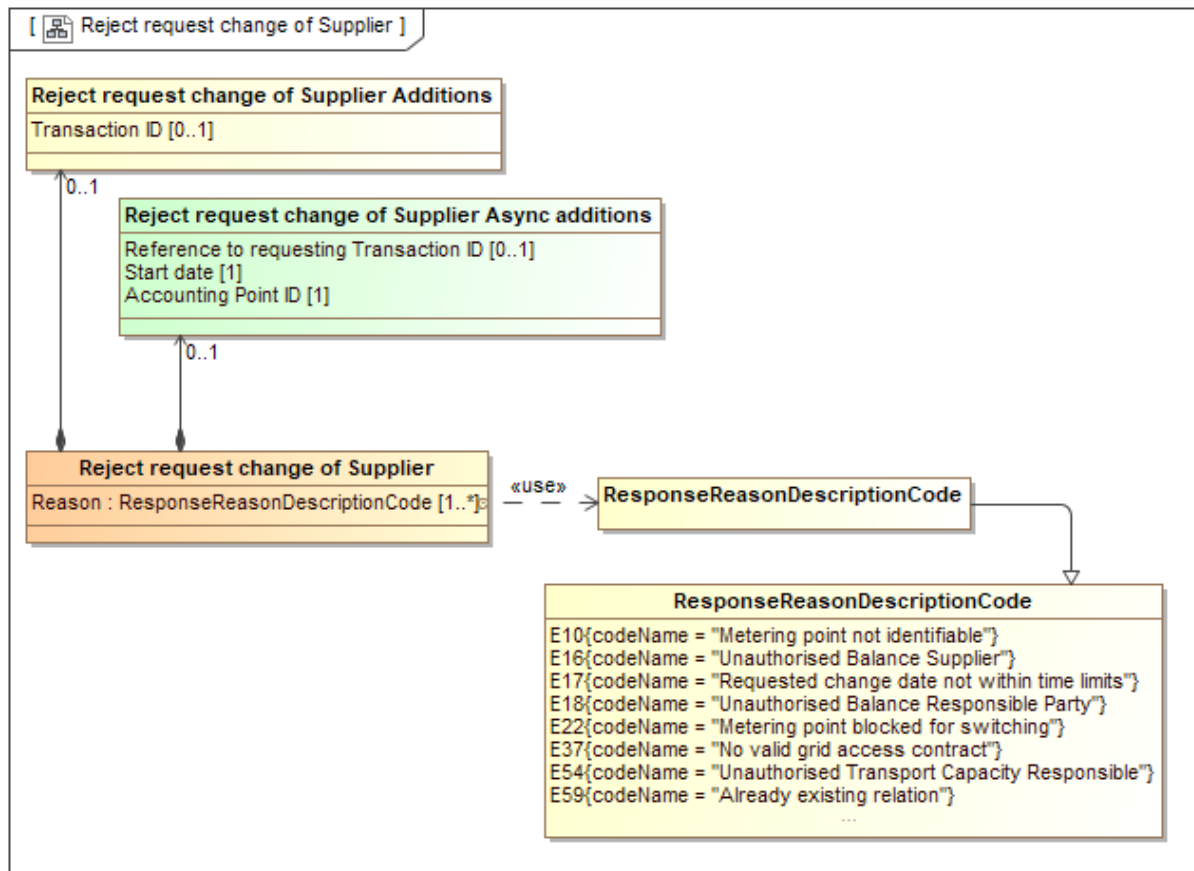 [ Reject request change of Supplier ]
Reject request change of Supplier Additions
Transaction ID [0..1]
0..1
Reject request change of Supplier Async additions
Reference to requesting Transaction ID [0..1]
Start date [1]
Accounting Point ID [1]
0..1
Reject request change of Supplier
Reason : ResponseReasonDescriptionCode [1..*]
«use»
ResponseReasonDescriptionCode
ResponseReasonDescriptionCode
E10{codeName = "Metering point not identifiable"}
E16{codeName = "Unauthorised Balance Supplier"}
E17{codeName = "Requested change date not within time limits"}
E18{codeName = "Unauthorised Balance Responsible Party"}
E22{codeName = "Metering point blocked for switching"}
E37{codeName = "No valid grid access contract"}
E54{codeName = "Unauthorised Transport Capacity Responsible"}
E59{codeName = "Already existing relation"}
...